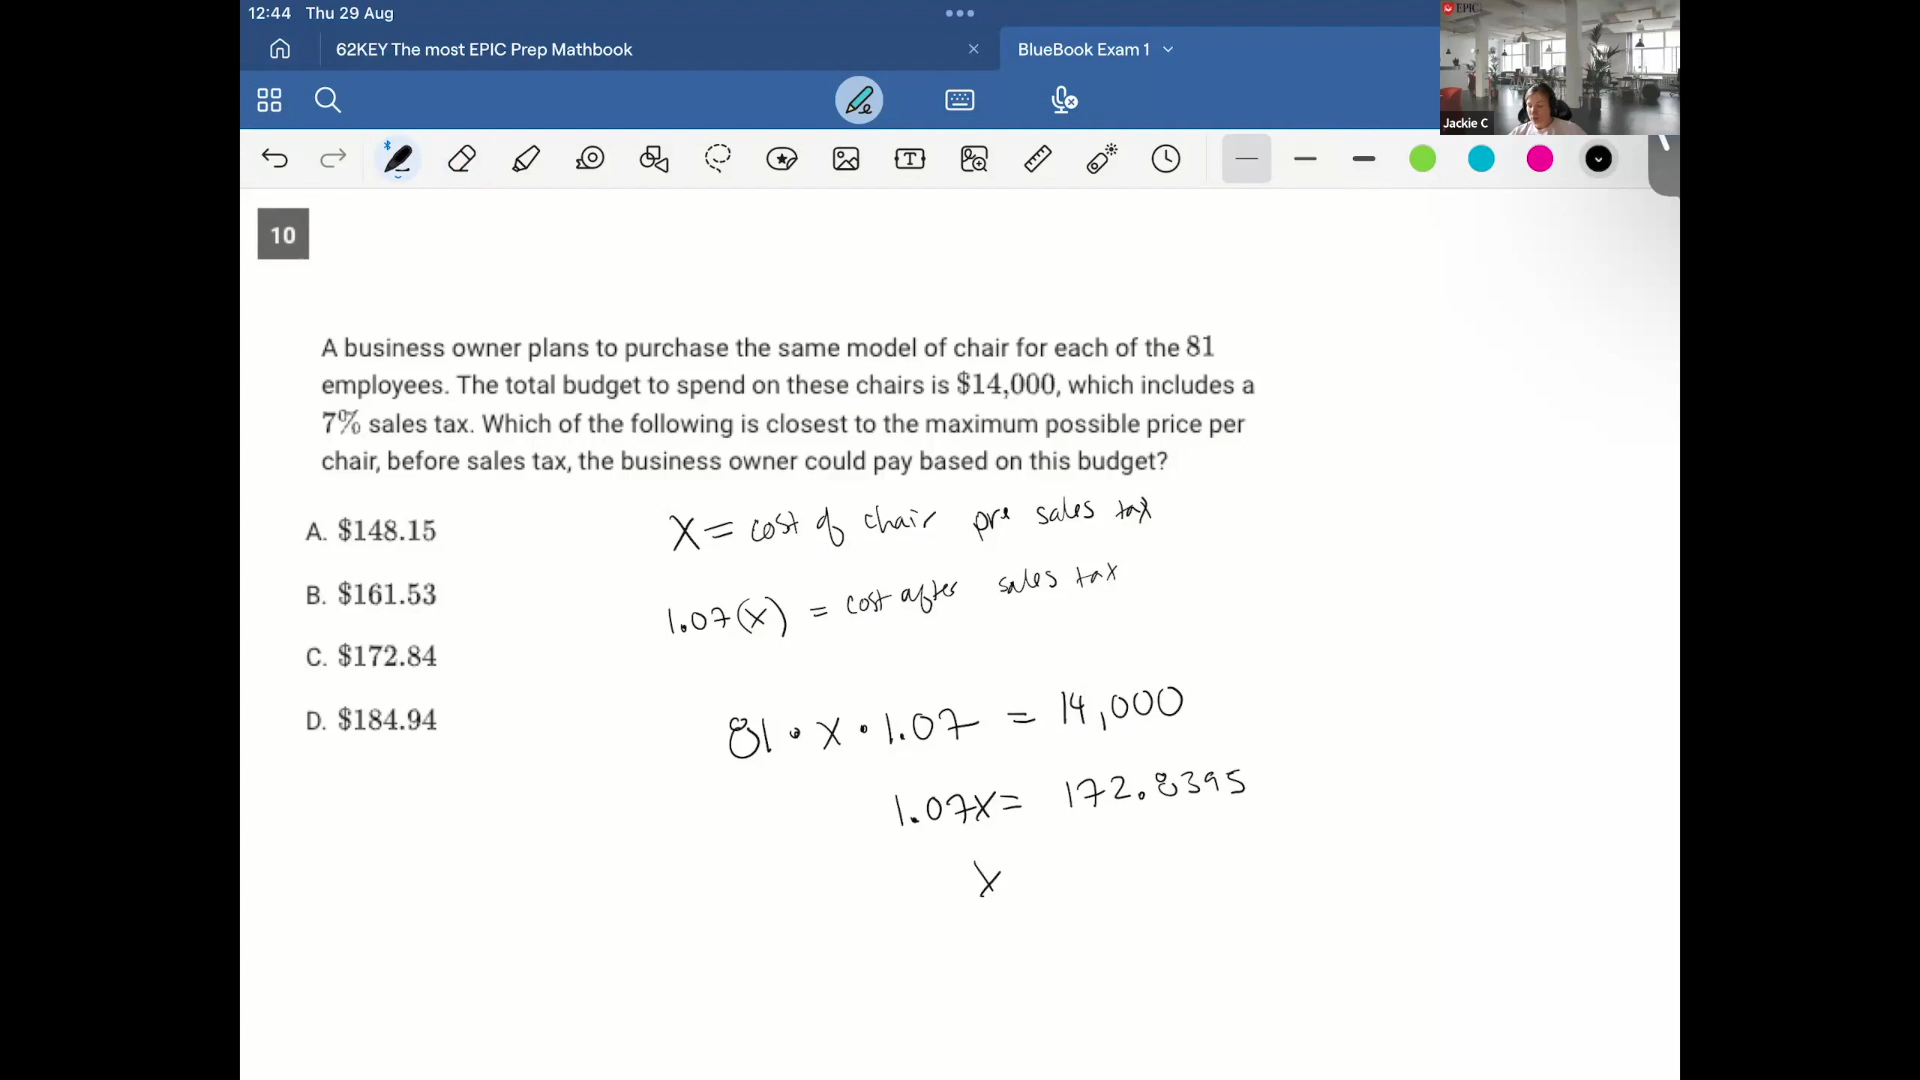 12:44 Thu 29 Aug
62KEY The most EPIC Prep Mathbook
BlueBook Exam 1
EPIC
Jackie C
10
A business owner plans to purchase the same model of chair for each of the 81
employees. The total budget to spend on these chairs is $14,000, which includes a
7% sales tax. Which of the following is closest to the maximum possible price per
chair, before sales tax, the business owner could pay based on this budget?
A. $148.15
B. $161.53
C. $172.84
D. $184.94
X = cost of chair pre sales tax
1.07(x) = cost after sales tax
81 • x • 1.07 = 14,000
1.07x = 172.8395
x